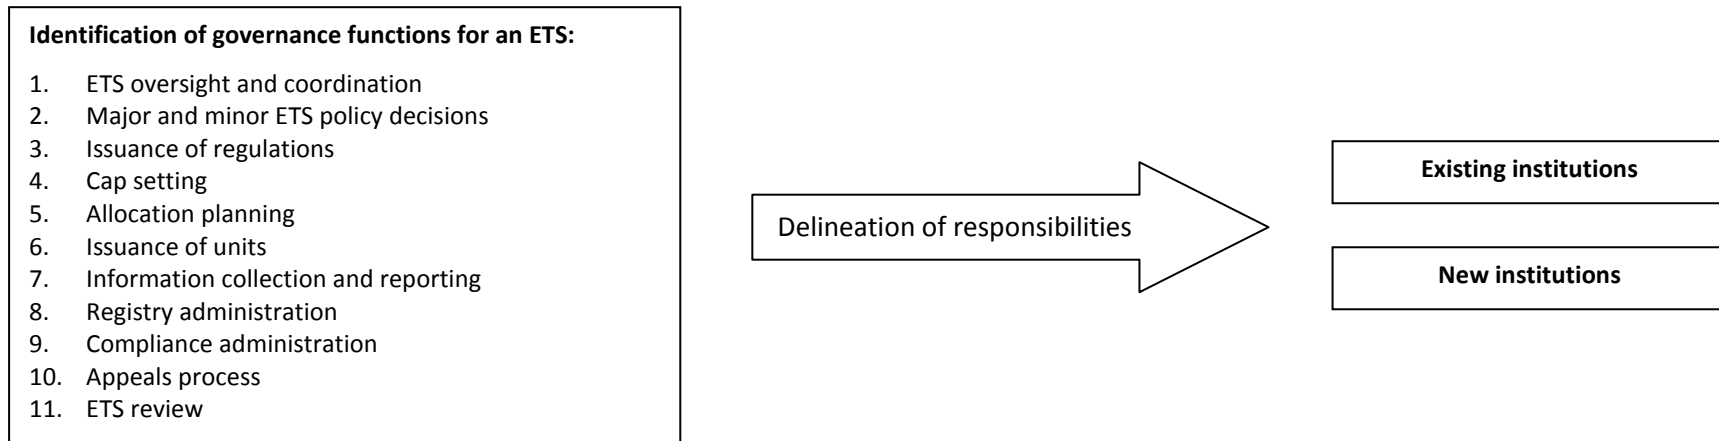 Identification of governance functions for an ETS:
1. ETS oversight and coordination
2. Major and minor ETS policy decisions
3. Issuance of regulations
4. Cap setting
5. Allocation planning
6. Issuance of units
7. Information collection and reporting
8. Registry administration
9. Compliance administration
10. Appeals process
11. ETS review
Delineation of responsibilities
Existing institutions
New institutions